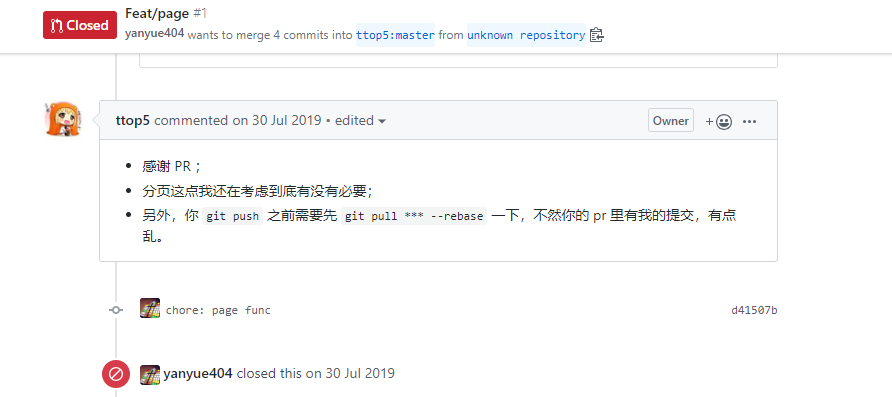 Closed
Feat/page #1
yanyue404 wants to merge 4 commits into ttop5:master from unknown repository
ttop5 commented on 30 Jul 2019 • edited
Owner
感谢 PR ；
分页这点我还在考虑到底有没有必要；
另外，你 git push 之前需要先 git pull *** --rebase 一下，不然你的 pr 里有我的提交，有点
乱。
chore: page func
d41507b
yanyue404 closed this on 30 Jul 2019